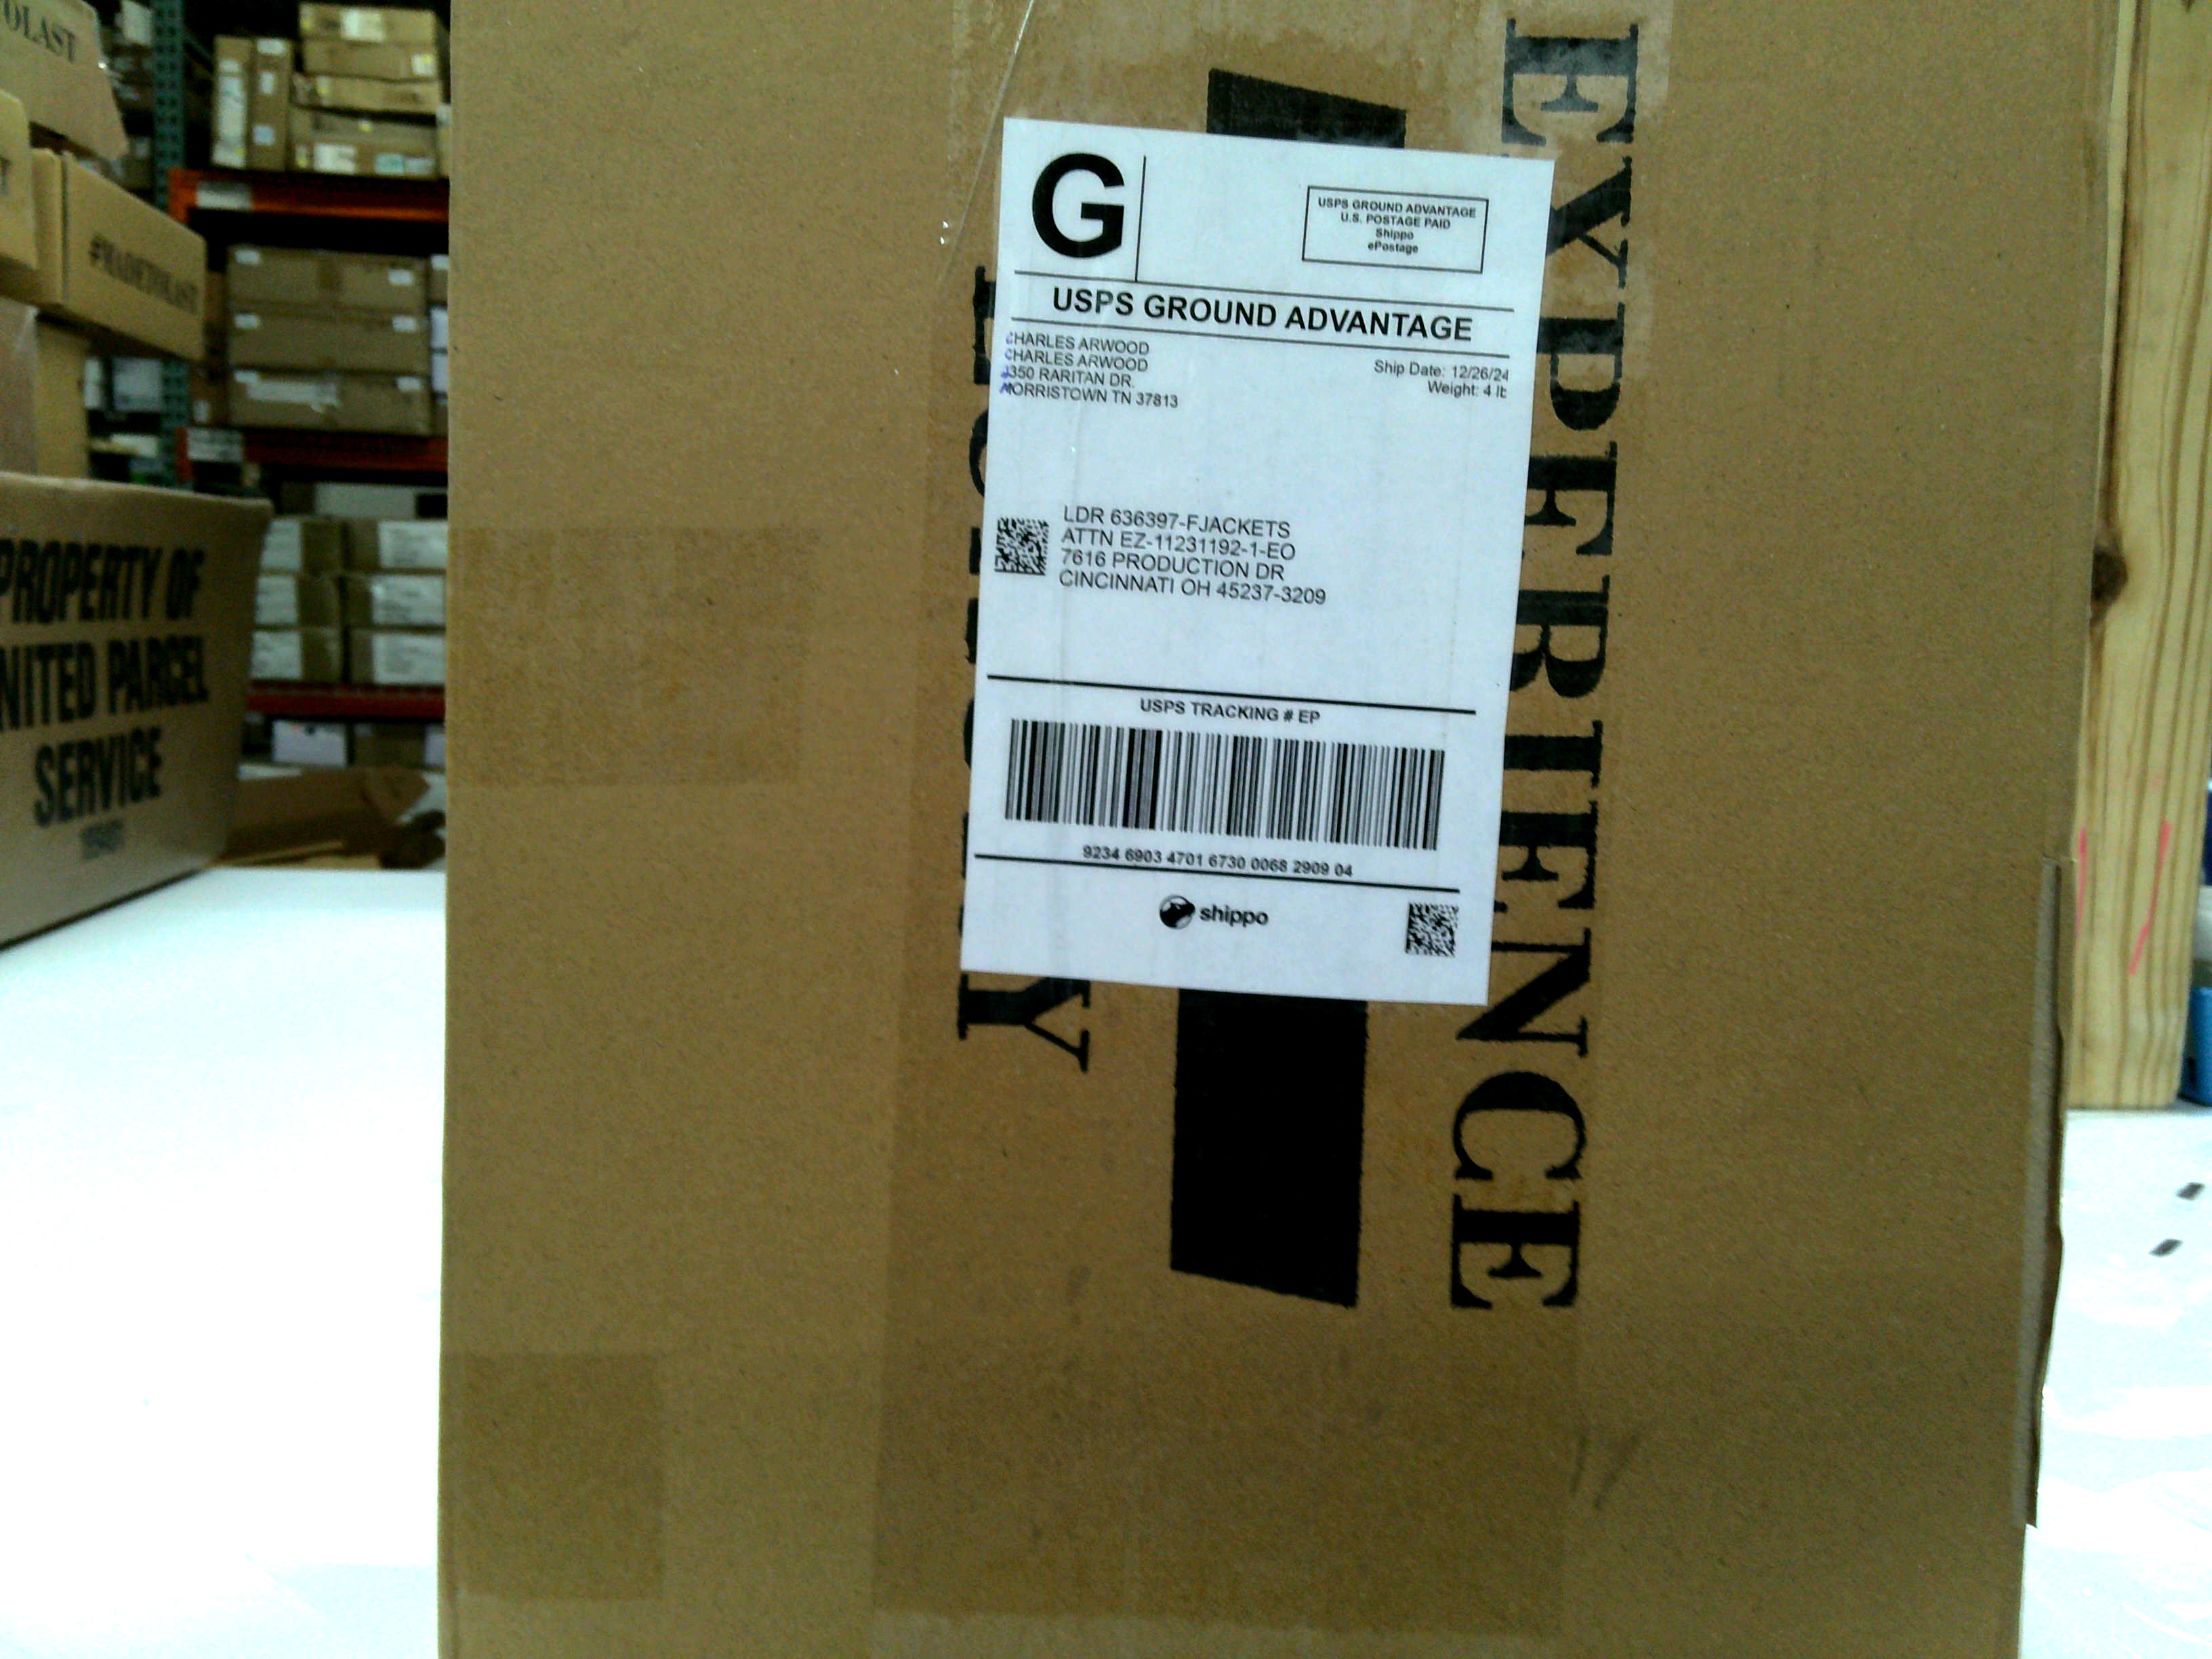 #MADETOLAST
PROPERTY OF
UNITED PARCEL
SERVICE
G
USPS GROUND ADVANTAGE
U.S. POSTAGE PAID
Shippo
ePostage
USPS GROUND ADVANTAGE
CHARLES ARWOOD
CHARLES ARWOOD
RARITAN DR.
MORRISTOWN TN 37813
Ship Date: 12/26/24
Weight: 4 lb
LDR 636397-FJACKETS
ATTN EZ-11231192-1-EO
7616 PRODUCTION DR
CINCINNATI OH 45237-3209
USPS TRACKING # EP
9234 6903 4701 6730 0068 2909 04
shippo
EXPERIENCE